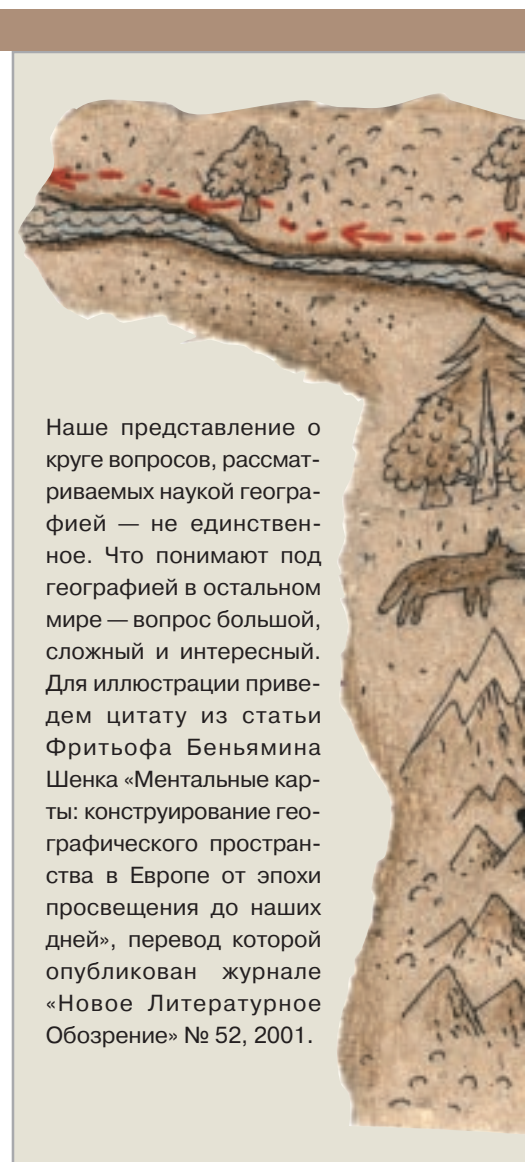 Наше представление о
круге вопросов, рассмат-
риваемых наукой геогра-
фией — не единствен-
ное. Что понимают под
географией в остальном
мире — вопрос большой,
сложный и интересный.
Для иллюстрации приве-
дем цитату из статьи
Фритьофа Беньямина
Шенка «Ментальные кар-
ты: конструирование гео-
графического простран-
ства в Европе от эпохи
просвещения до наших
дней», перевод которой
опубликован журнале
«Новое Литературное
Обозрение» № 52, 2001.